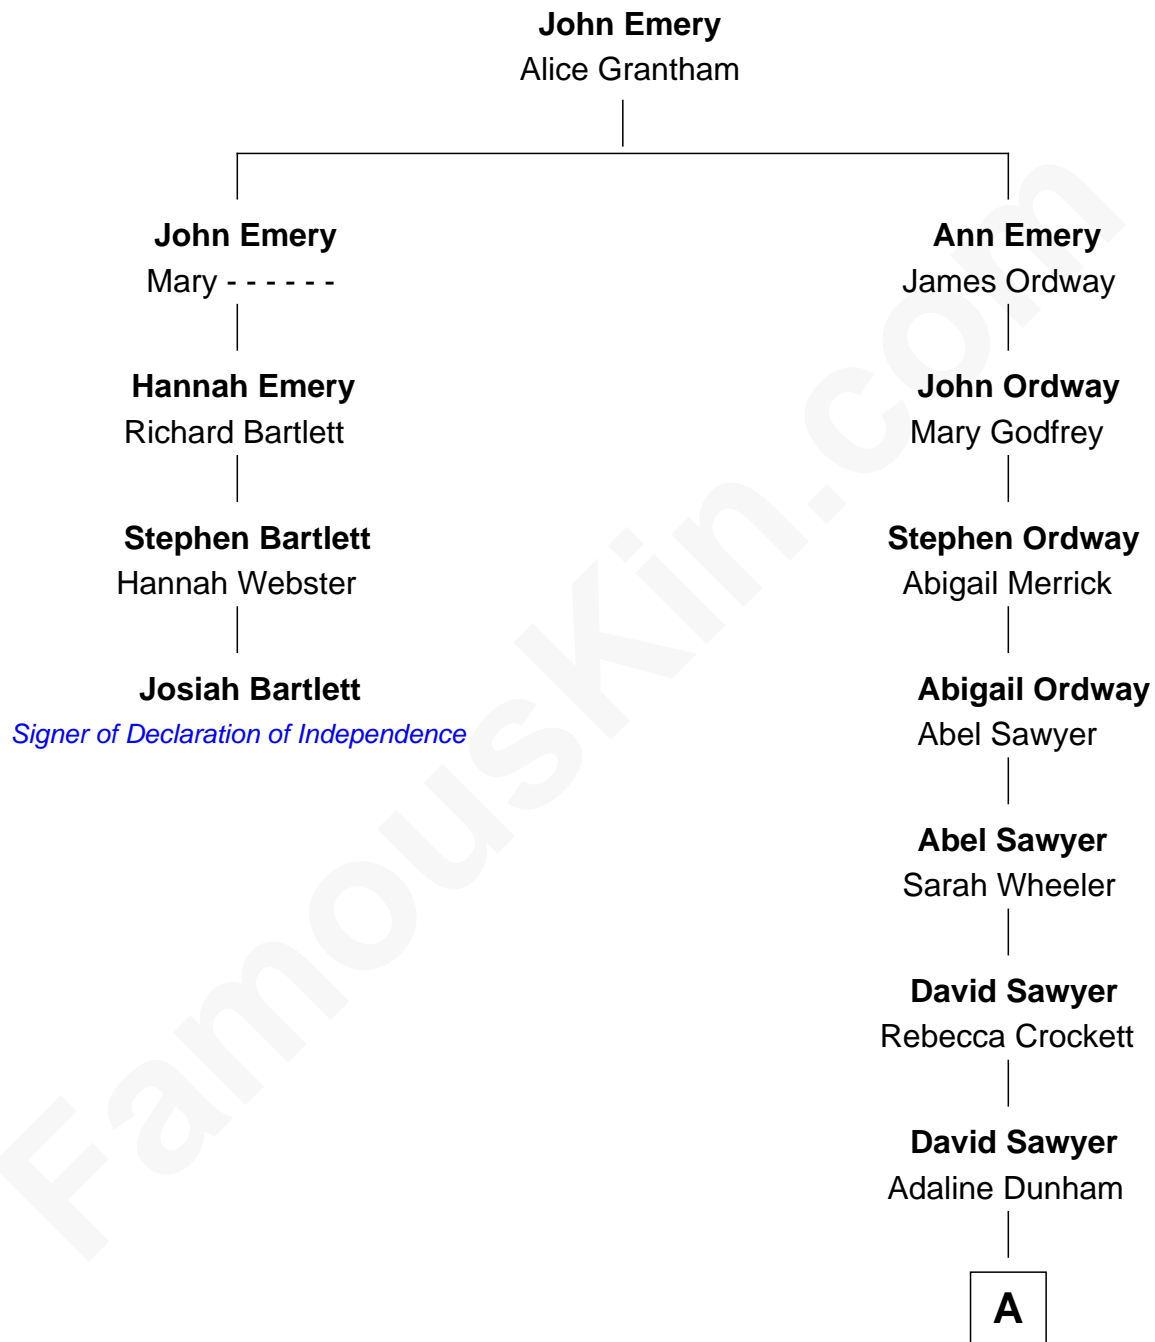 John Emery
Alice Grantham
John Emery
Mary - - - - - -
Hannah Emery
Richard Bartlett
Stephen Bartlett
Hannah Webster
Josiah Bartlett
Signer of Declaration of Independence
Ann Emery
James Ordway
John Ordway
Mary Godfrey
Stephen Ordway
Abigail Merrick
Abigail Ordway
Abel Sawyer
Abel Sawyer
Sarah Wheeler
David Sawyer
Rebecca Crockett
David Sawyer
Adaline Dunham
A
FamousKin.com